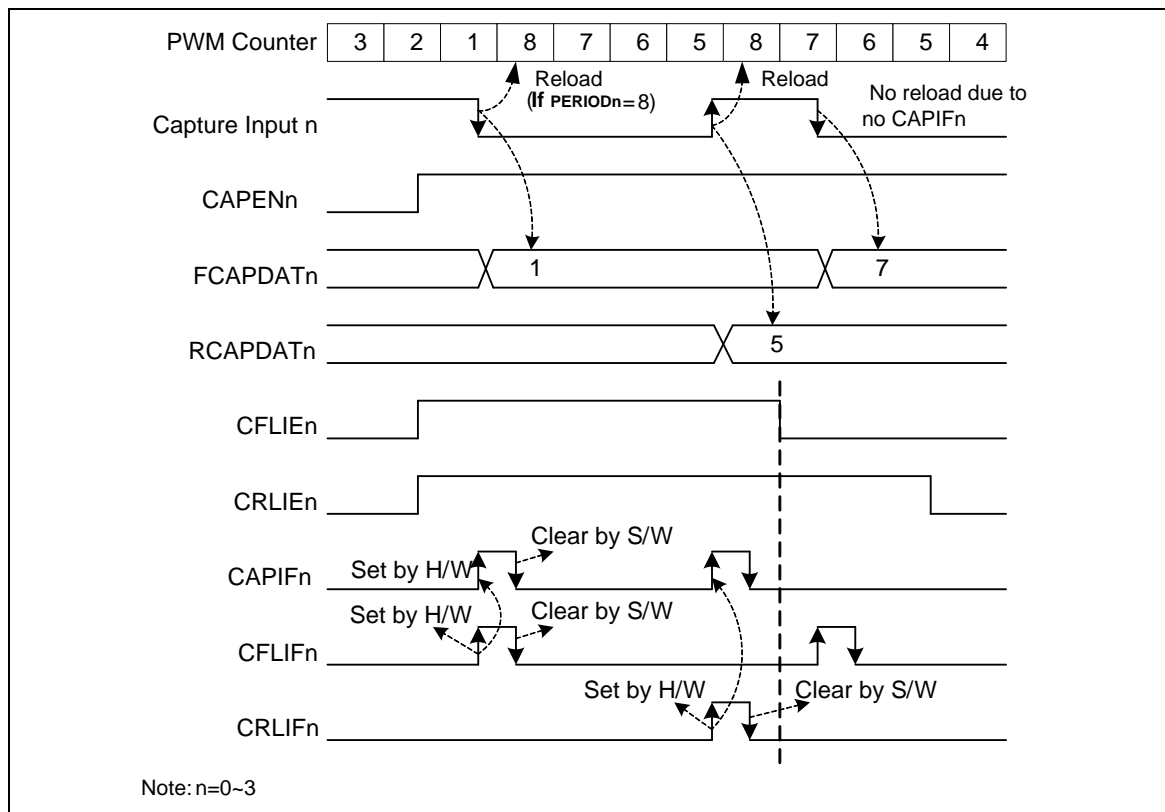 PWM Counter 3 2 1 8 7 6 5 8 7 6 5 4
Reload
(If PERIODn=8)
Reload
No reload due to
no CAPIFn
Capture Input n
CAPENn
FCAPDATn 1 7
RCAPDATn 5
CFLIEn
CRLIEn
Clear by S/W
CAPIFn Set by H/W
Set by H/W Clear by S/W
CFLIFn
Set by H/W Clear by S/W
CRLIFn
Note: n=0~3